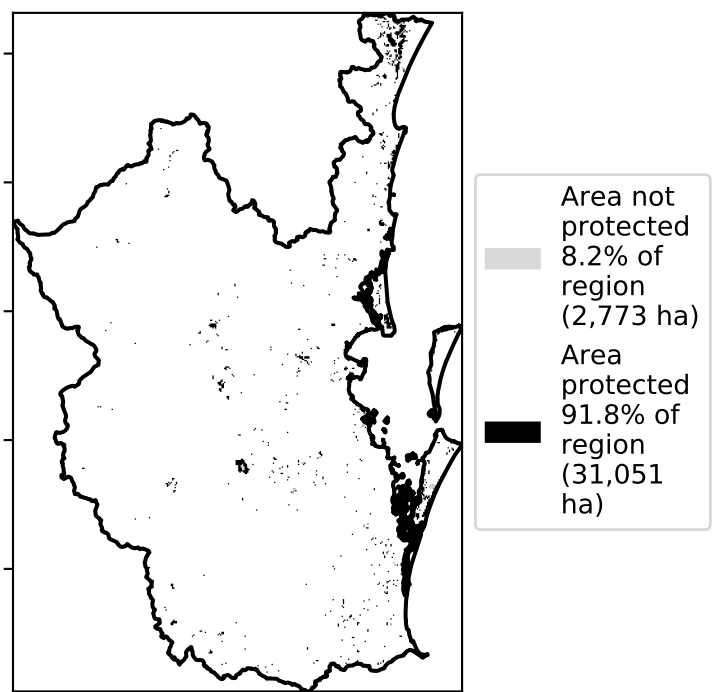 Area not
protected
8.2% of
region
(2,773 ha)
Area
protected
91.8% of
region
(31,051
ha)